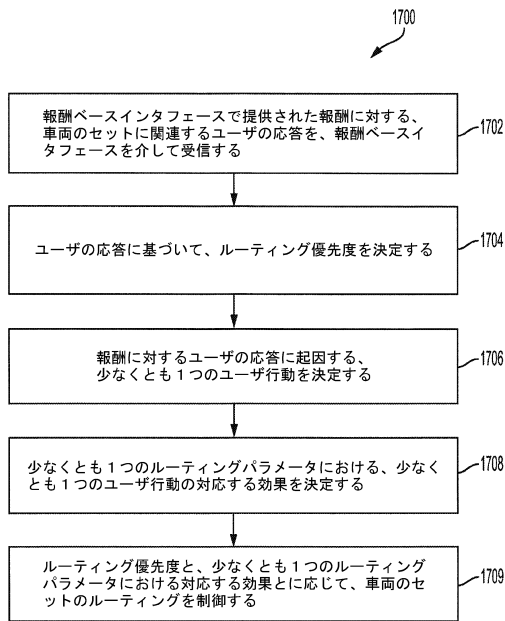 1700
報酬ベースインタフェースで提供された報酬に対する、
車両のセットに関連するユーザの応答を、報酬ベースイ
タフェースを介して受信する
1702
ユーザの応答に基づいて、ルーティング優先度を決定する
1704
報酬に対するユーザの応答に起因する、
少なくとも1つのユーザ行動を決定する
1706
少なくとも1つのルーティングパラメータにおける、少なく
とも1つのユーザ行動の対応する効果を決定する
1708
ルーティング優先度と、少なくとも1つのルーティング
パラメータにおける対応する効果とに応じて、車両のセ
ットのルーティングを制御する
1709